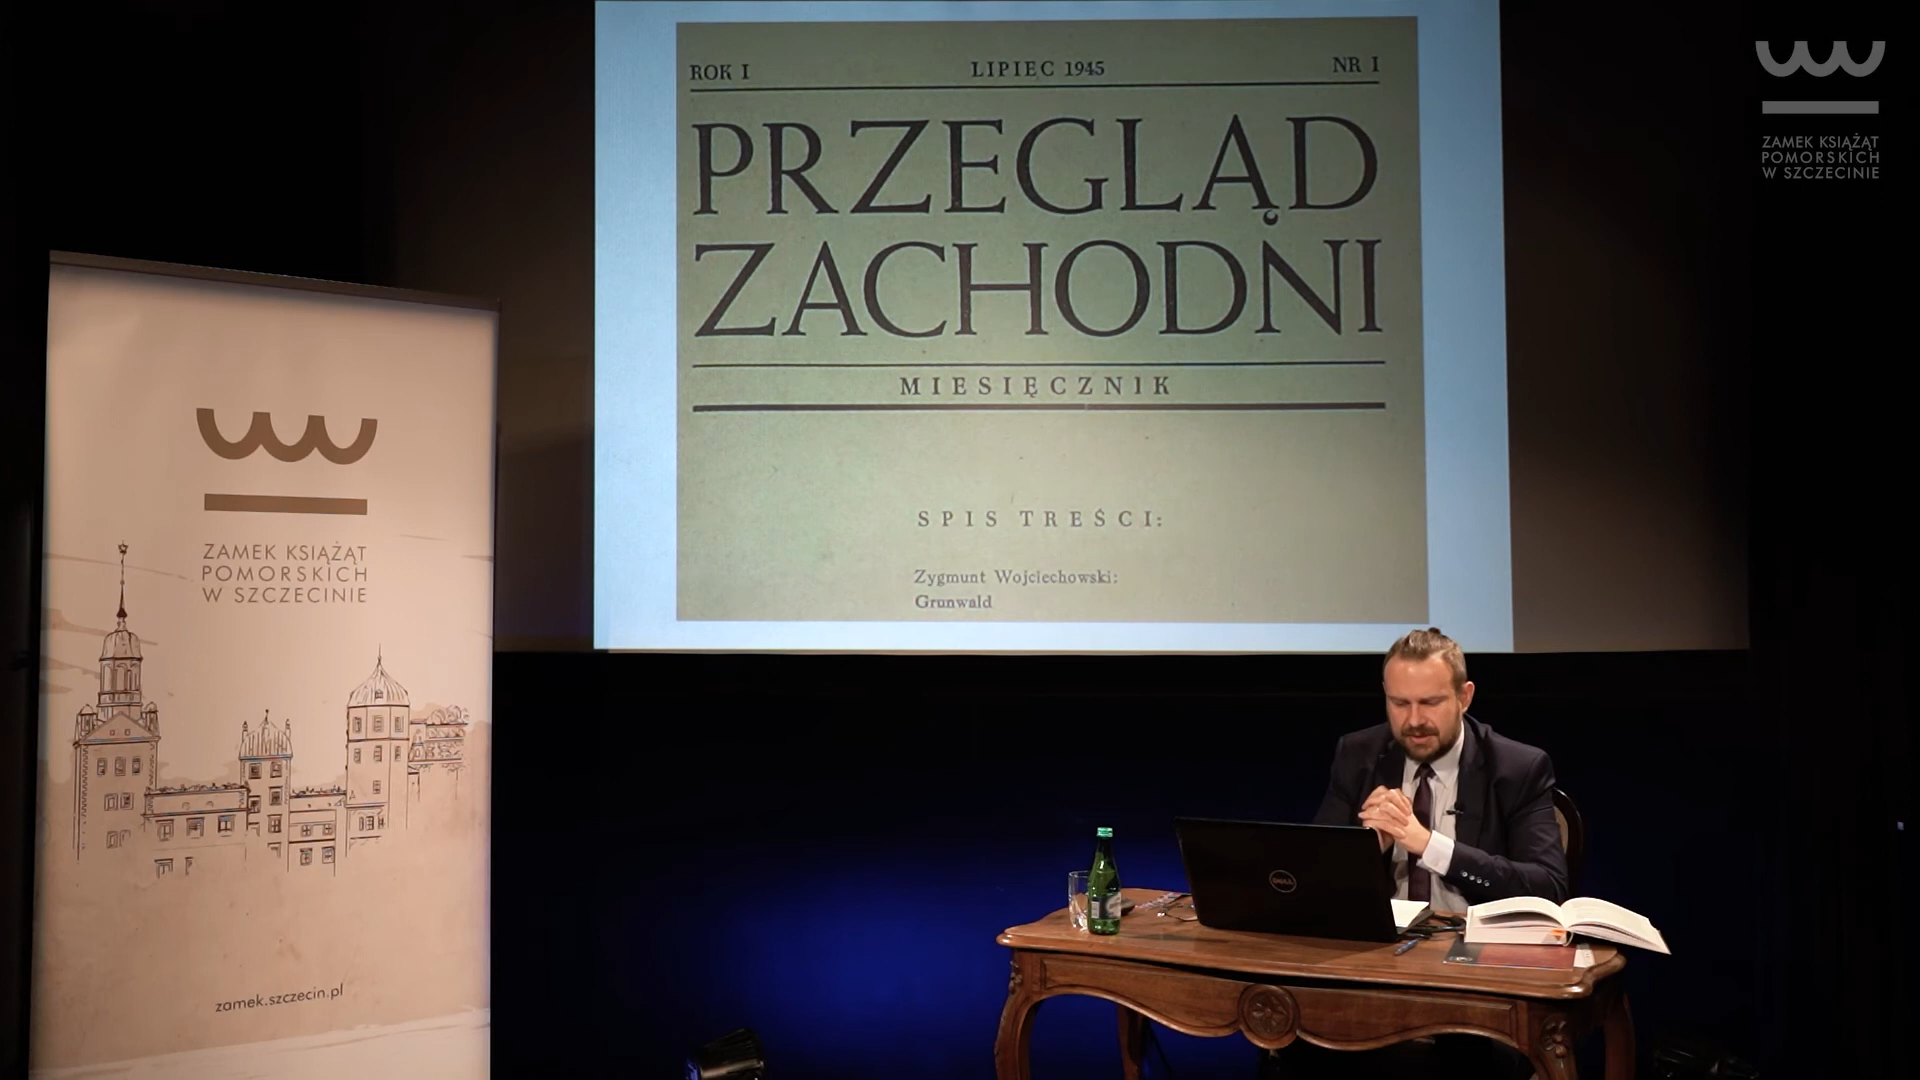 ROK I LIPIEC 1945 NR I
PRZEGLĄD
ZACHODNI
MIESIĘCZNIK
SPIS TREŚCI:
Zygmunt Wojciechowski:
Grunwald
ZAMEK KSIĄŻĄT
POMORSKICH
W SZCZECINIE
ZAMEK KSIĄŻĄT
POMORSKICH
W SZCZECINIE
zamek.szczecin.pl
DELL